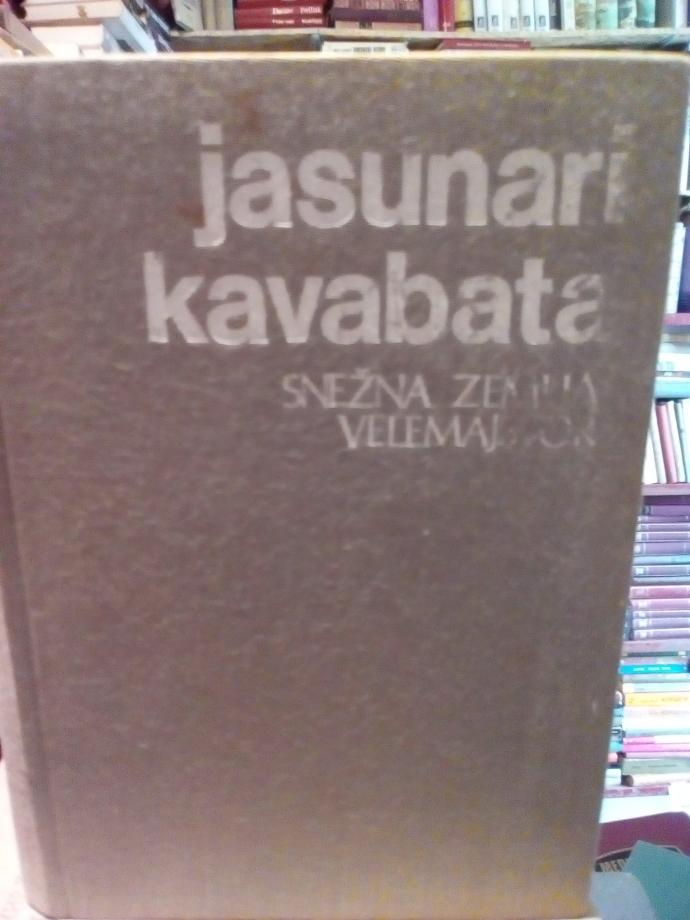 jasunari
kavabata
SNEŽNA ZEMLJA
VELEMAJSTOR